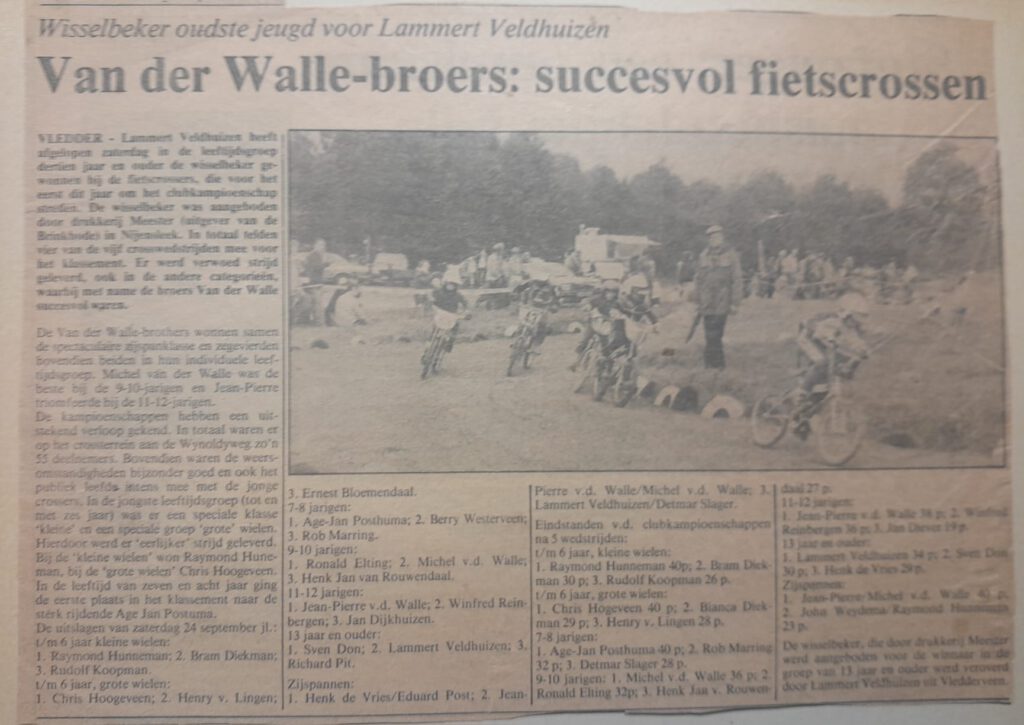 Wisselbeker oudste jeugd voor Lammert Veldhuizen
Van der Walle-broers: succesvol fietscrossen
VLEDDER - Lammert Veldhuizen heeft
afgelopen zaterdag in de leeftijdsgroep
dertien jaar en ouder de wisselbeker ge-
wonnen bij de fietscrossers, die voor het
eerst dit jaar om het clubkampioenschap
streden. De wisselbeker was aangeboden
door drukkerij Meester (uitgever van de
Brinkbode) in Nijensleek. In totaal telden
vier van de vijf crosswedstrijden mee voor
het klassement. Er werd verwoed strijd
geleverd, ook in de andere categorieën,
waarbij met name de broers Van der Walle
succesvol waren.
De Van der Walle-brothers wonnen samen
de spectaculaire zijspanklasse en zegevierden
bovendien beiden in hun individuele leef-
tijdsgroep. Michel van der Walle was de
beste bij de 9-10-jarigen en Jean-Pierre
triomfeerde bij de 11-12-jarigen.
De kampioenschappen hebben een uit-
stekend verloop gekend. In totaal waren er
op het crossterrein aan de Wynoldyweg zo'n
55 deelnemers. Bovendien waren de weers-
omstandigheden bijzonder goed en ook het
publiek leefde intens mee met de jonge
crossers. In de jongste leeftijdsgroep (tot en
met zes jaar) was er een speciale klasse
'kleine' en een speciale groep 'grote' wielen.
Hierdoor werd er 'eerlijker' strijd geleverd.
Bij de 'kleine wielen' won Raymond Hune-
man, bij de 'grote wielen' Chris Hoogeveen.
In de leeftijd van zeven en acht jaar ging
de eerste plaats in het klassement naar de
sterk rijdende Age Jan Postuma.
De uitslagen van zaterdag 24 september jl.:
t/m 6 jaar kleine wielen:
1. Raymond Hunneman; 2. Bram Diekman;
3. Rudolf Koopman.
t/m 6 jaar, grote wielen:
1. Chris Hoogeveen; 2. Henry v. Lingen;
3. Ernest Bloemendaal.
7-8 jarigen:
1. Age-Jan Posthuma; 2. Berry Westerveen;
3. Rob Marring.
9-10 jarigen:
1. Ronald Elting; 2. Michel v.d. Walle;
3. Henk Jan van Rouwendaal.
11-12-jarigen:
1. Jean-Pierre v.d. Walle; 2. Winfred Rein-
bergen; 3. Jan Dijkhuizen.
13 jaar en ouder:
1. Sven Don; 2. Lammert Veldhuizen; 3.
Richard Pit.
Zijspannen:
1. Henk de Vries/Eduard Post; 2. Jean-
Pierre v.d. Walle/Michel v.d. Walle; 3.
Lammert Veldhuizen/Detmar Slager.
Eindstanden v.d. clubkampioenschappen
na 5 wedstrijden:
t/m 6 jaar, kleine wielen:
1. Raymond Hunneman 40p; 2. Bram Diek-
man 30 p; 3. Rudolf Koopman 26 p.
t/m 6 jaar, grote wielen:
1. Chris Hogeveen 40 p; 2. Bianca Diek-
man 29 p; 3. Henry v. Lingen 28 p.
7-8 jarigen:
1. Age-Jan Posthuma 40 p; 2. Rob Marring
32 p; 3. Detmar Slager 28 p.
9-10 jarigen: 1. Michel v.d. Walle 36 p; 2.
Ronald Elting 32p; 3. Henk Jan v. Rouwen-
daal 27 p.
11-12 jarigen:
1. Jean-Pierre v.d. Walle 38 p; 2. Winfred
Reinbergen 36 p; 3. Jan Diever 19 p.
13 jaar en ouder:
1. Lammers Veldhuizen 34 p; 2. Sven Don
30 p; 3. Henk de Vries 29p.
Zijspannen:
1. Jean-Pierre/Michel v.d. Walle 40 p,
2. John Weydema/Raymond Hunneman
23 p.
De wisselbeker, die door drukkerij Meester
werd aangeboden voor de winnaar in de
groep van 13 jaar en ouder werd veroverd
door Lammert Veldhuizen uit Vledderveen.